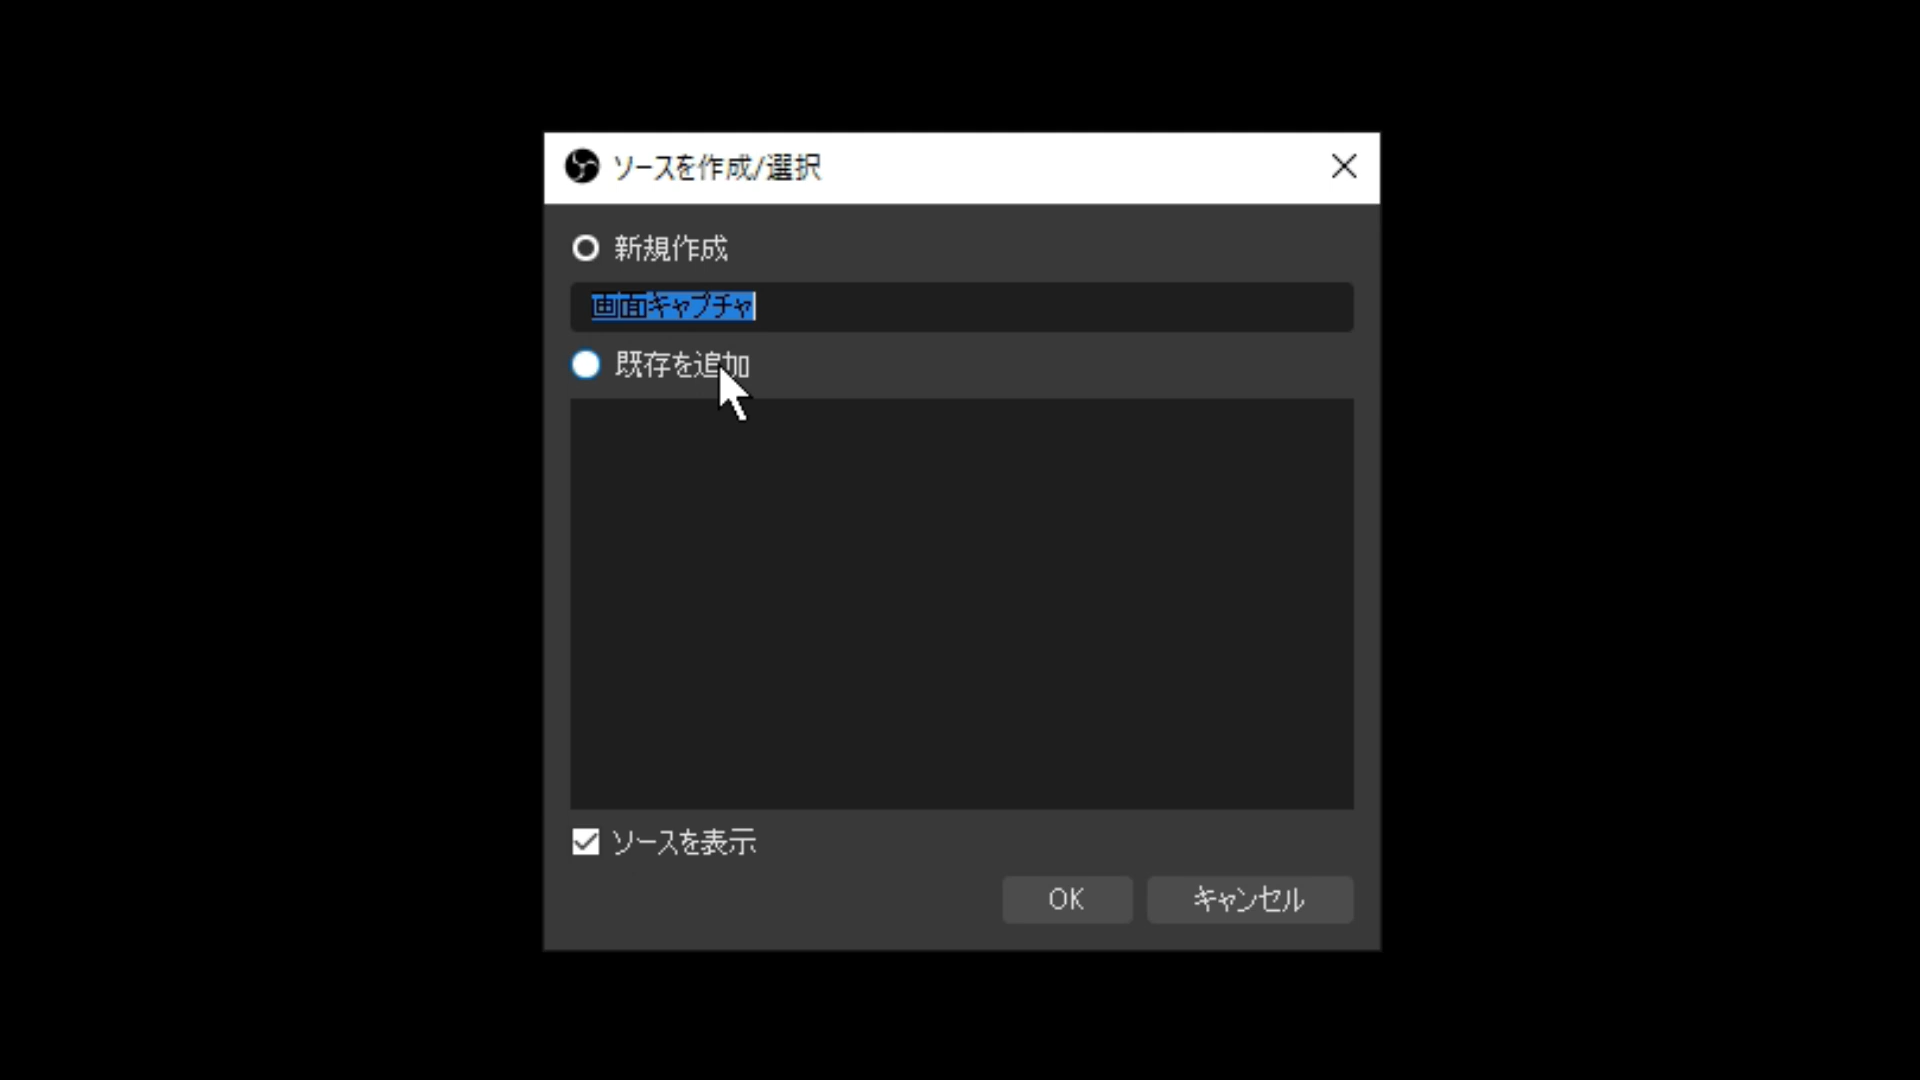 ソースを作成/選択
新規作成
画面キャプチャ
既存を追加
ソースを表示
OK
キャンセル